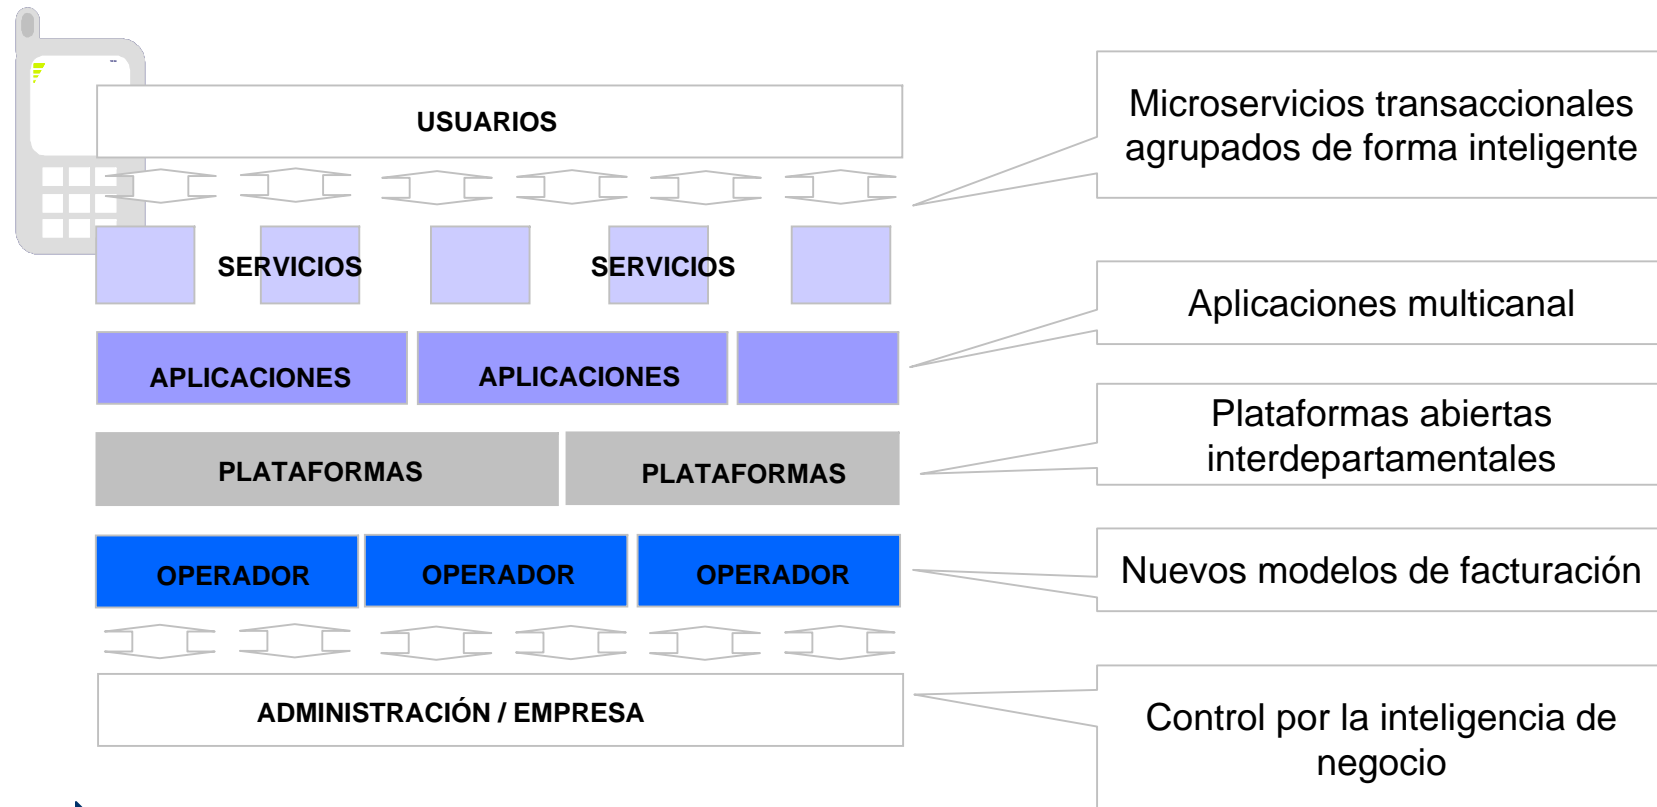 USUARIOS
Microservicios transaccionales
agrupados de forma inteligente
SERVICIOS
SERVICIOS
Aplicaciones multicanal
APLICACIONES
APLICACIONES
Plataformas abiertas
interdepartamentales
PLATAFORMAS
PLATAFORMAS
OPERADOR
OPERADOR
OPERADOR
Nuevos modelos de facturación
ADMINISTRACIÓN / EMPRESA
Control por la inteligencia de
negocio